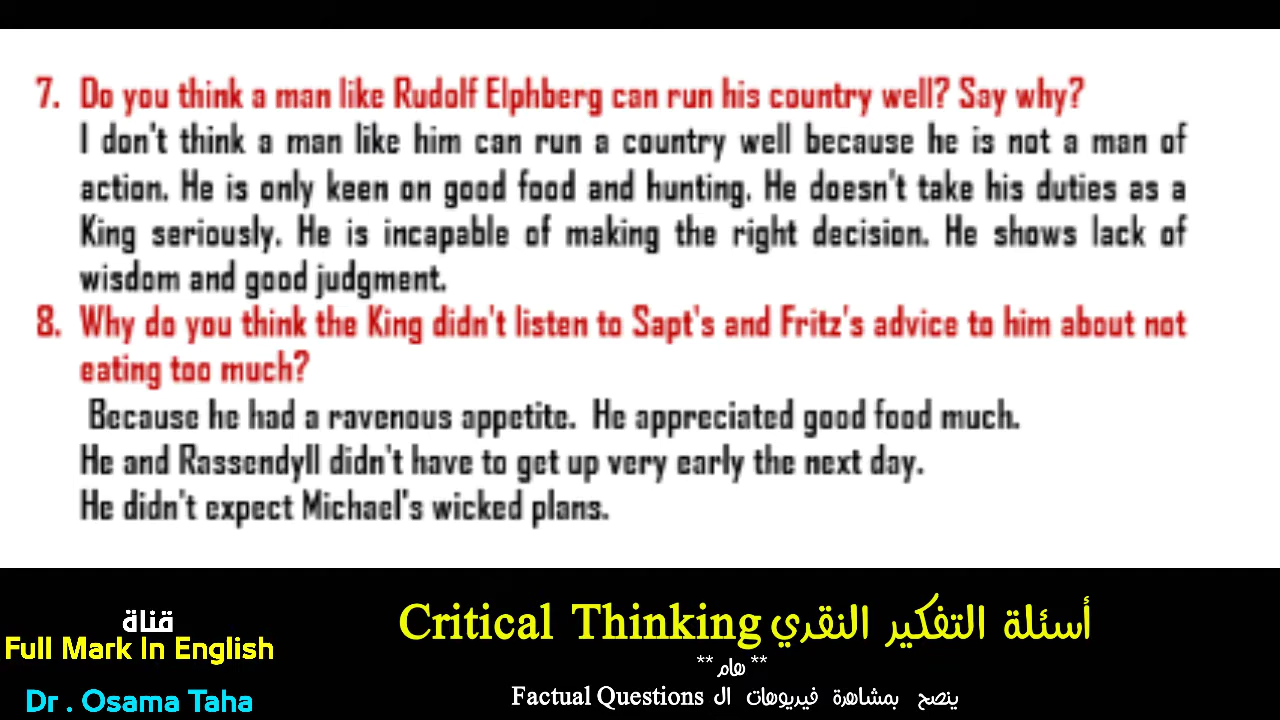 7. Do you think a man like Rudolf Elphberg can run his country well? Say why?
I don't think a man like him can run a country well because he is not a man of
action. He is only keen on good food and hunting. He doesn't take his duties as a
King seriously. He is incapable of making the right decision. He shows lack of
wisdom and good judgment.
8. Why do you think the King didn't listen to Sapt's and Fritz's advice to him about not
eating too much?
Because he had a ravenous appetite. He appreciated good food much.
He and Rassendyll didn't have to get up very early the next day.
He didn't expect Michael's wicked plans.
قناة
Full Mark In English
Dr . Osama Taha
أسئلة التفكير النقدي Critical Thinking
** هام **
ينصح بمشاهرة فيديوهات ال Factual Questions